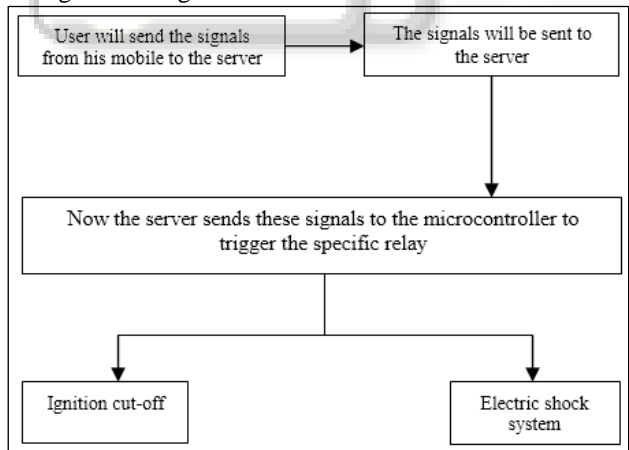 User will send the signals
from his mobile to the server
The signals will be sent to
the server
Now the server sends these signals to the microcontroller to
trigger the specific relay
Ignition cut-off
Electric shock
system